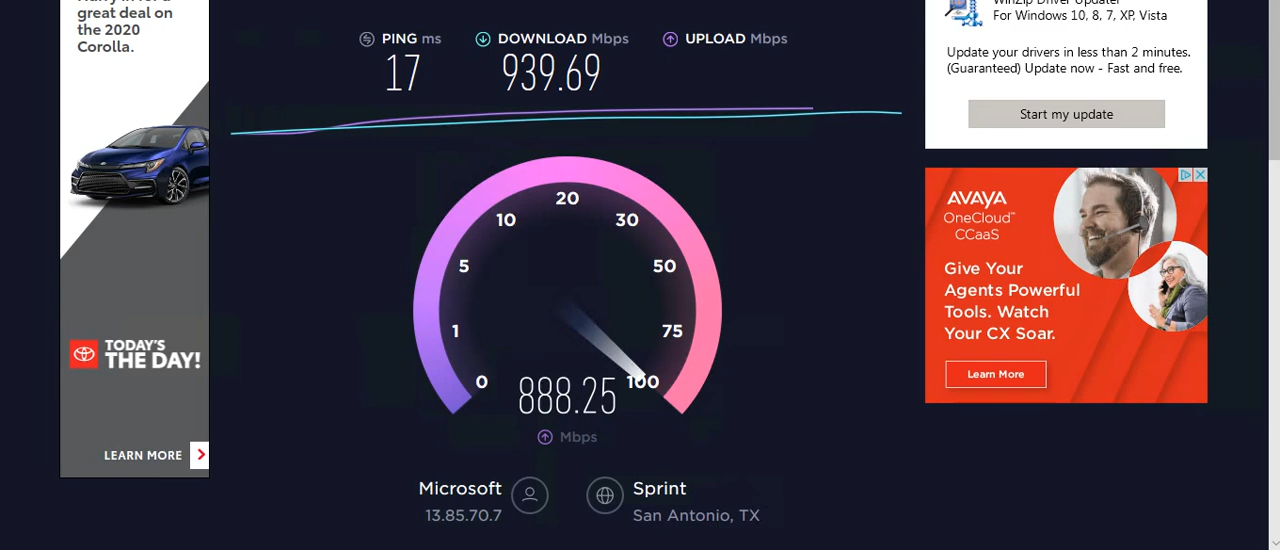 great deal on
the 2020
Corolla.
TODAY'S
THE DAY!
LEARN MORE
PING ms
17
DOWNLOAD Mbps
939.69
UPLOAD Mbps
0
1
5
10
20
30
50
75
100
888.25
Mbps
Microsoft
13.85.70.7
Sprint
San Antonio, TX
WinZip Driver Updater
For Windows 10, 8, 7, XP, Vista
Update your drivers in less than 2 minutes.
(Guaranteed) Update now - Fast and free.
Start my update
AVAYA
OneCloud™
CCaaS
Give Your
Agents Powerful
Tools. Watch
Your CX Soar.
Learn More